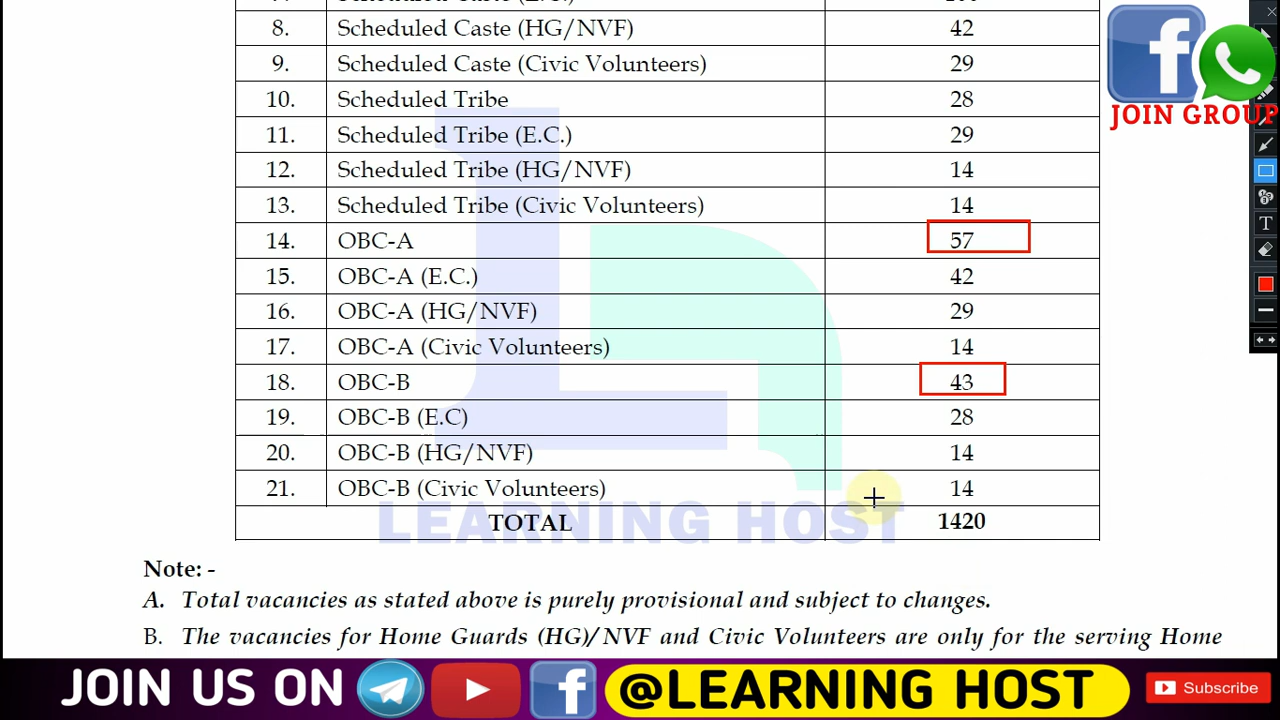 8. Scheduled Caste (HG/NVF) 42
9. Scheduled Caste (Civic Volunteers) 29
10. Scheduled Tribe 28
11. Scheduled Tribe (E.C.) 29
12. Scheduled Tribe (HG/NVF) 14
13. Scheduled Tribe (Civic Volunteers) 14
14. OBC-A 57
15. OBC-A (E.C.) 42
16. OBC-A (HG/NVF) 29
17. OBC-A (Civic Volunteers) 14
18. OBC-B 43
19. OBC-B (E.C) 28
20. OBC-B (HG/NVF) 14
21. OBC-B (Civic Volunteers) 14
LEARNING HOST
TOTAL 1420
Note: -
A. Total vacancies as stated above is purely provisional and subject to changes.
B. The vacancies for Home Guards (HG)/NVF and Civic Volunteers are only for the serving Home
JOIN GROUP
JOIN US ON @LEARNING HOST Subscribe